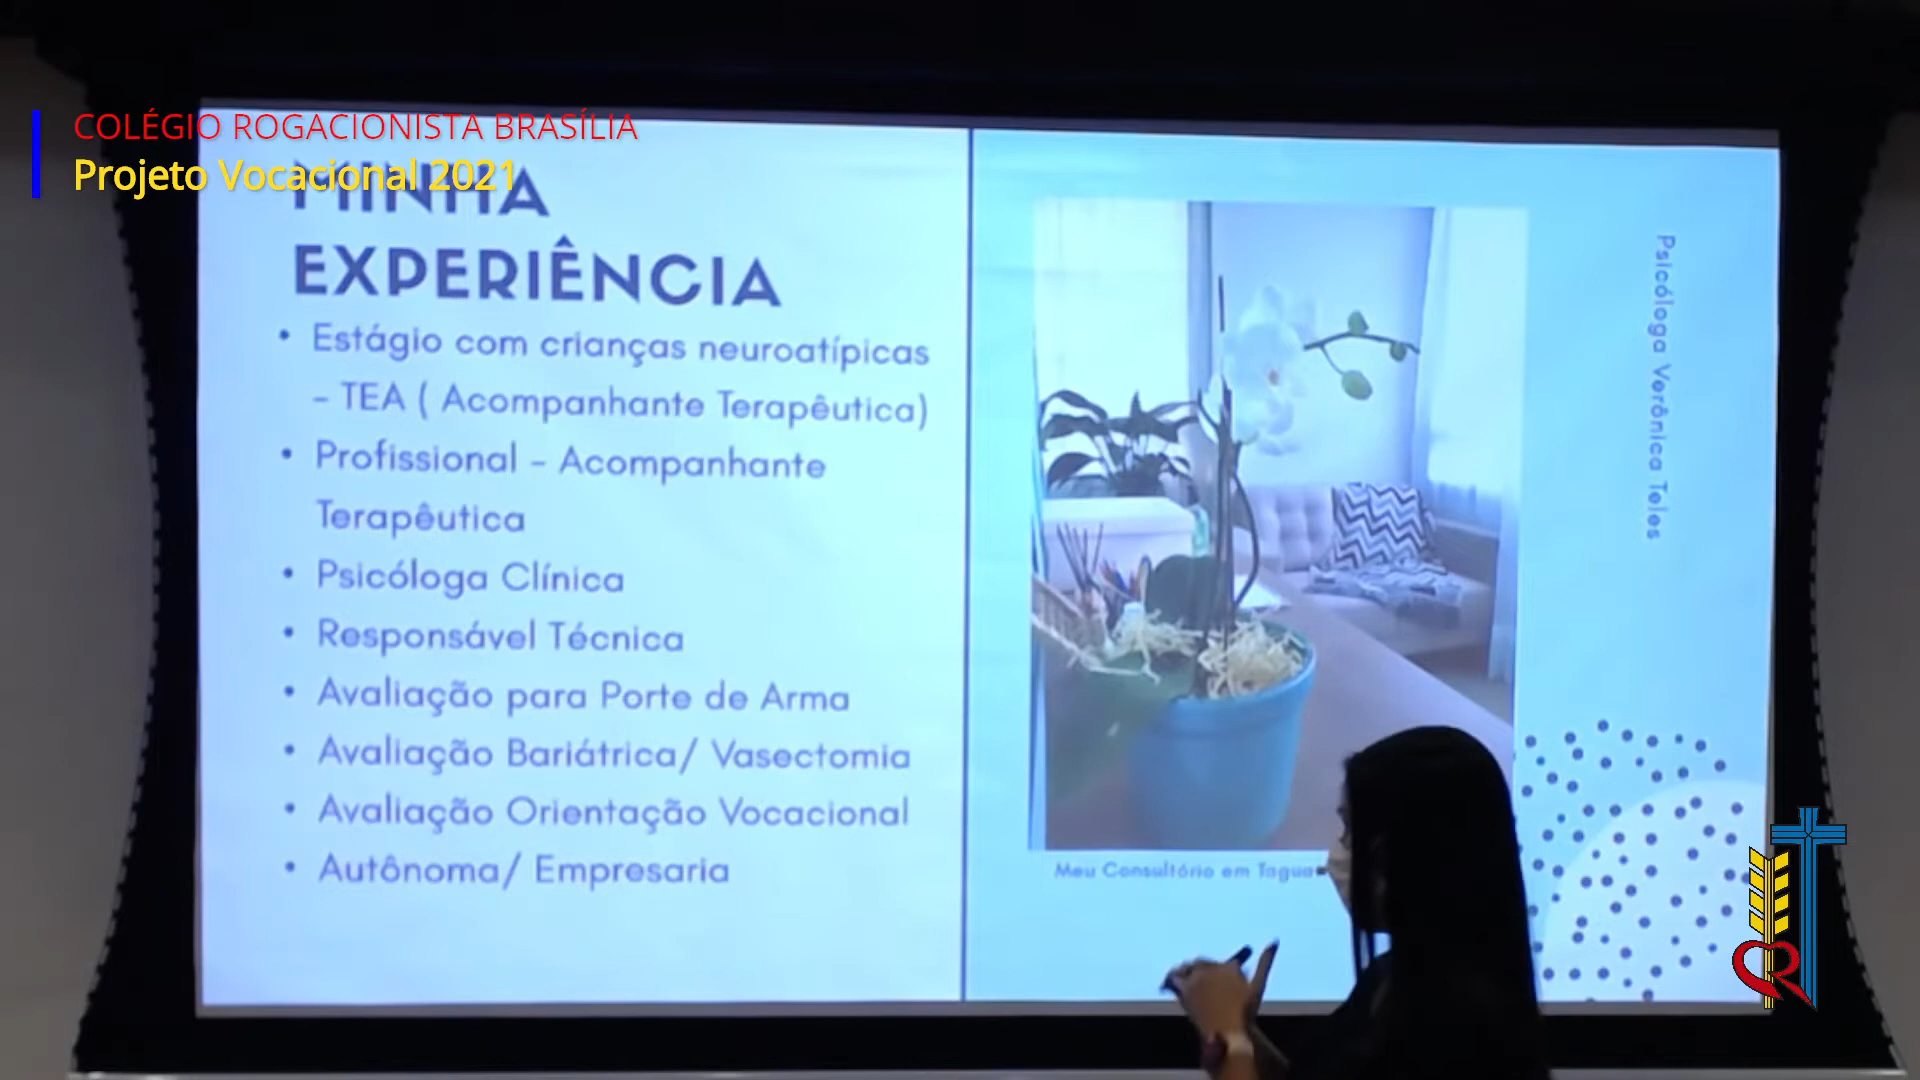 COLÉGIO ROGACIONISTA BRASÍLIA
Projeto Vocacional 2021
MINHA
EXPERIÊNCIA
• Estágio com crianças neuroatípicas
- TEA ( Acompanhante Terapêutica)
• Profissional - Acompanhante
Terapêutica
• Psicóloga Clínica
• Responsável Técnica
• Avaliação para Porte de Arma
• Avaliação Bariátrica/ Vasectomia
• Avaliação Orientação Vocacional
• Autônoma/ Empresaria
Psicóloga Verônica Teles
Meu Consultório em